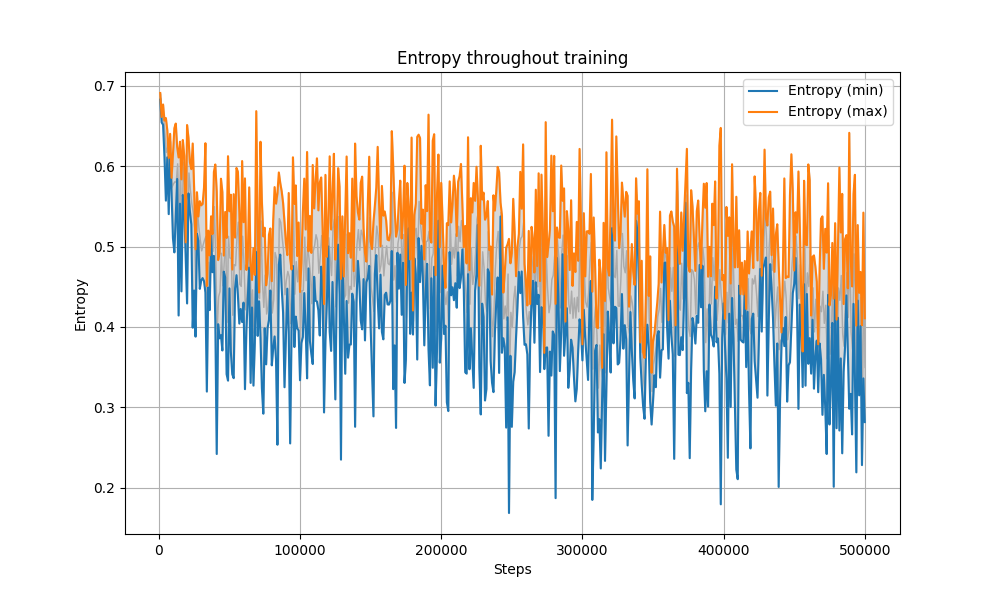 Entropy throughout training
Entropy (min)
Entropy (max)
0.7
0.6
0.5
0.4
0.3
0.2
Entropy
0
100000
200000
300000
400000
500000
Steps